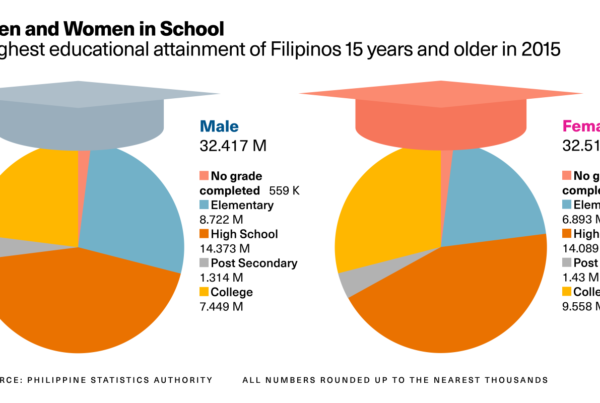 en and Women in School
ghest educational attainment of Filipinos 15 years and older in 2015
Male
32.417 M
No grade
completed 559 K
Elementary
8.722 M
High School
14.373 M
Post Secondary
1.314 M
College
7.449 M
Fema
32.51
No g
comple
Elem
6.893 M
High
14.089
Post
1.43 M
Colle
9.558 M
RCE: PHILIPPINE STATISTICS AUTHORITY
ALL NUMBERS ROUNDED UP TO THE NEAREST THOUSANDS